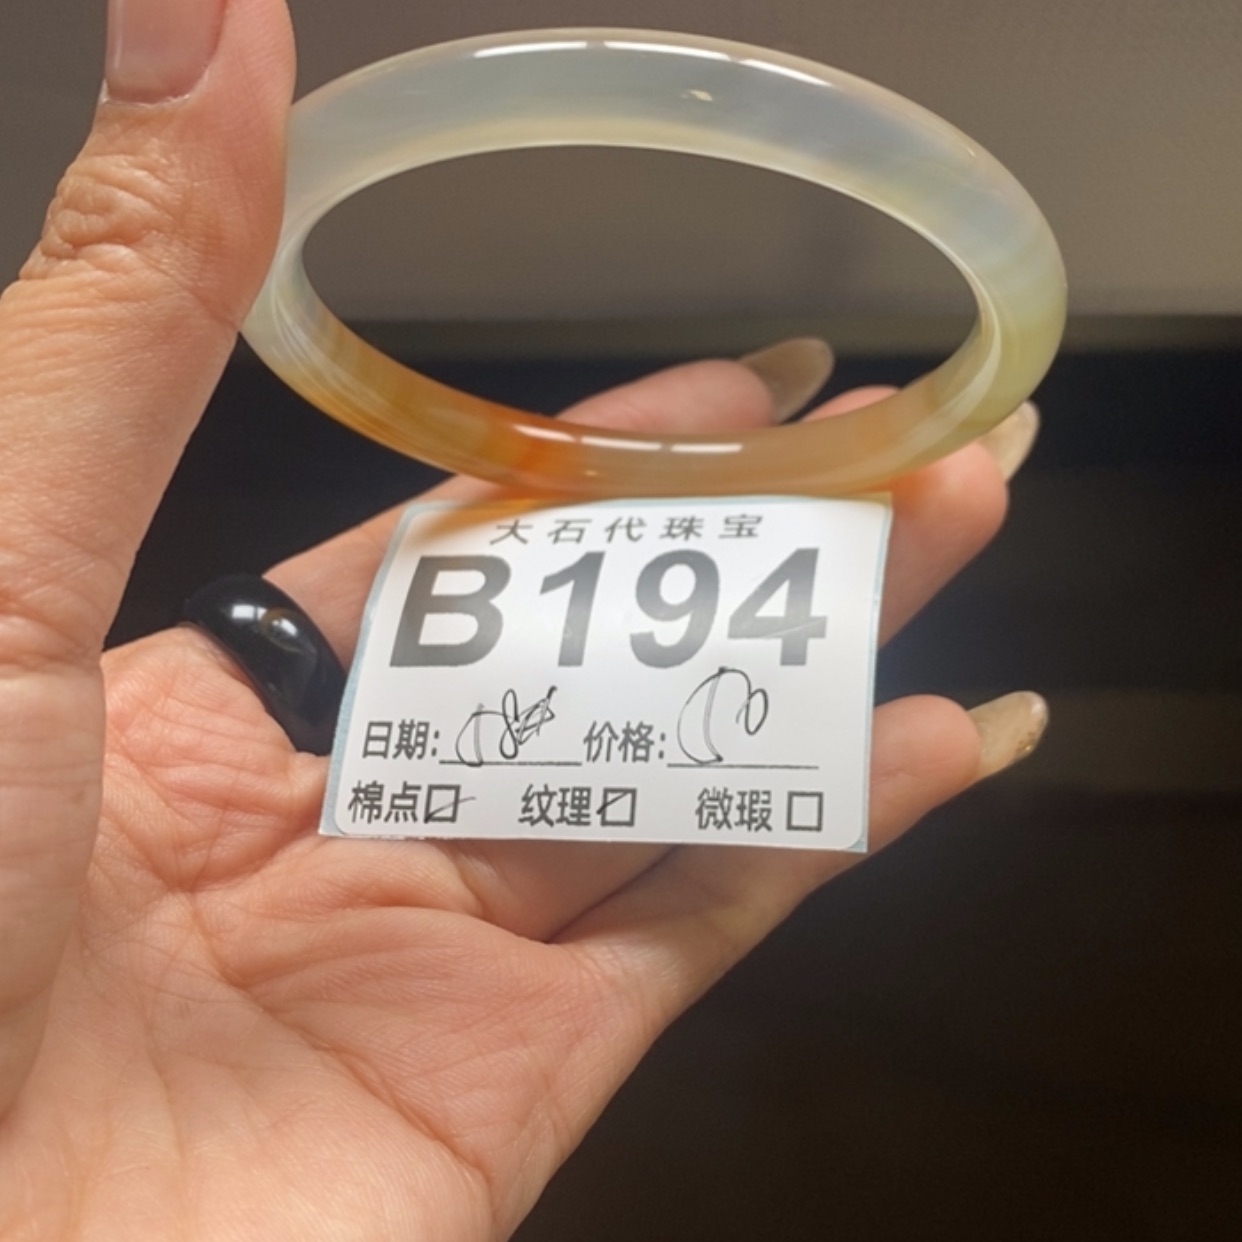 大石代珠宝
B194
日期: 价格:
棉点☑ 纹理☑ 微瑕☐